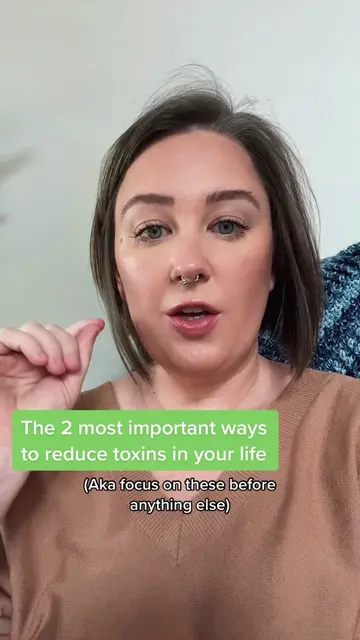 The 2 most important ways
to reduce toxins in your life
(Aka focus on these before
anything else)